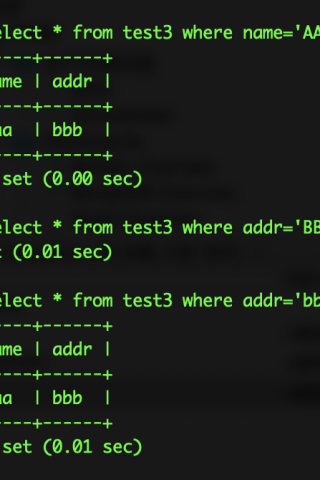 elect * from test3 where name='AA
----+------+
ame | addr |
----+------+
aa  | bbb  |
----+------+
set (0.00 sec)
elect * from test3 where addr='BB
t (0.01 sec)
elect * from test3 where addr='bb
----+------+
ame | addr |
----+------+
aa  | bbb  |
----+------+
set (0.01 sec)